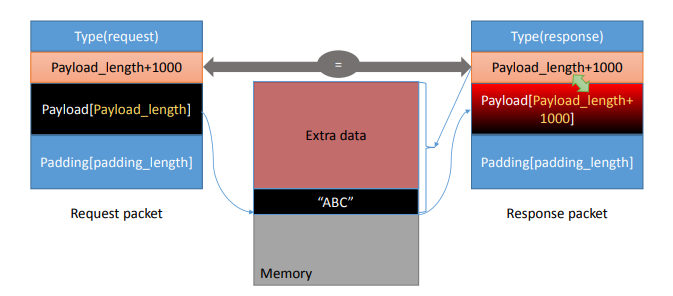 Type(request)
Payload_length+1000
Payload[Payload_length]
Padding[padding_length]
Request packet
=
Extra data
“ABC”
Memory
Type(response)
Payload_length+1000
Payload[Payload_length+
1000]
Padding[padding_length]
Response packet